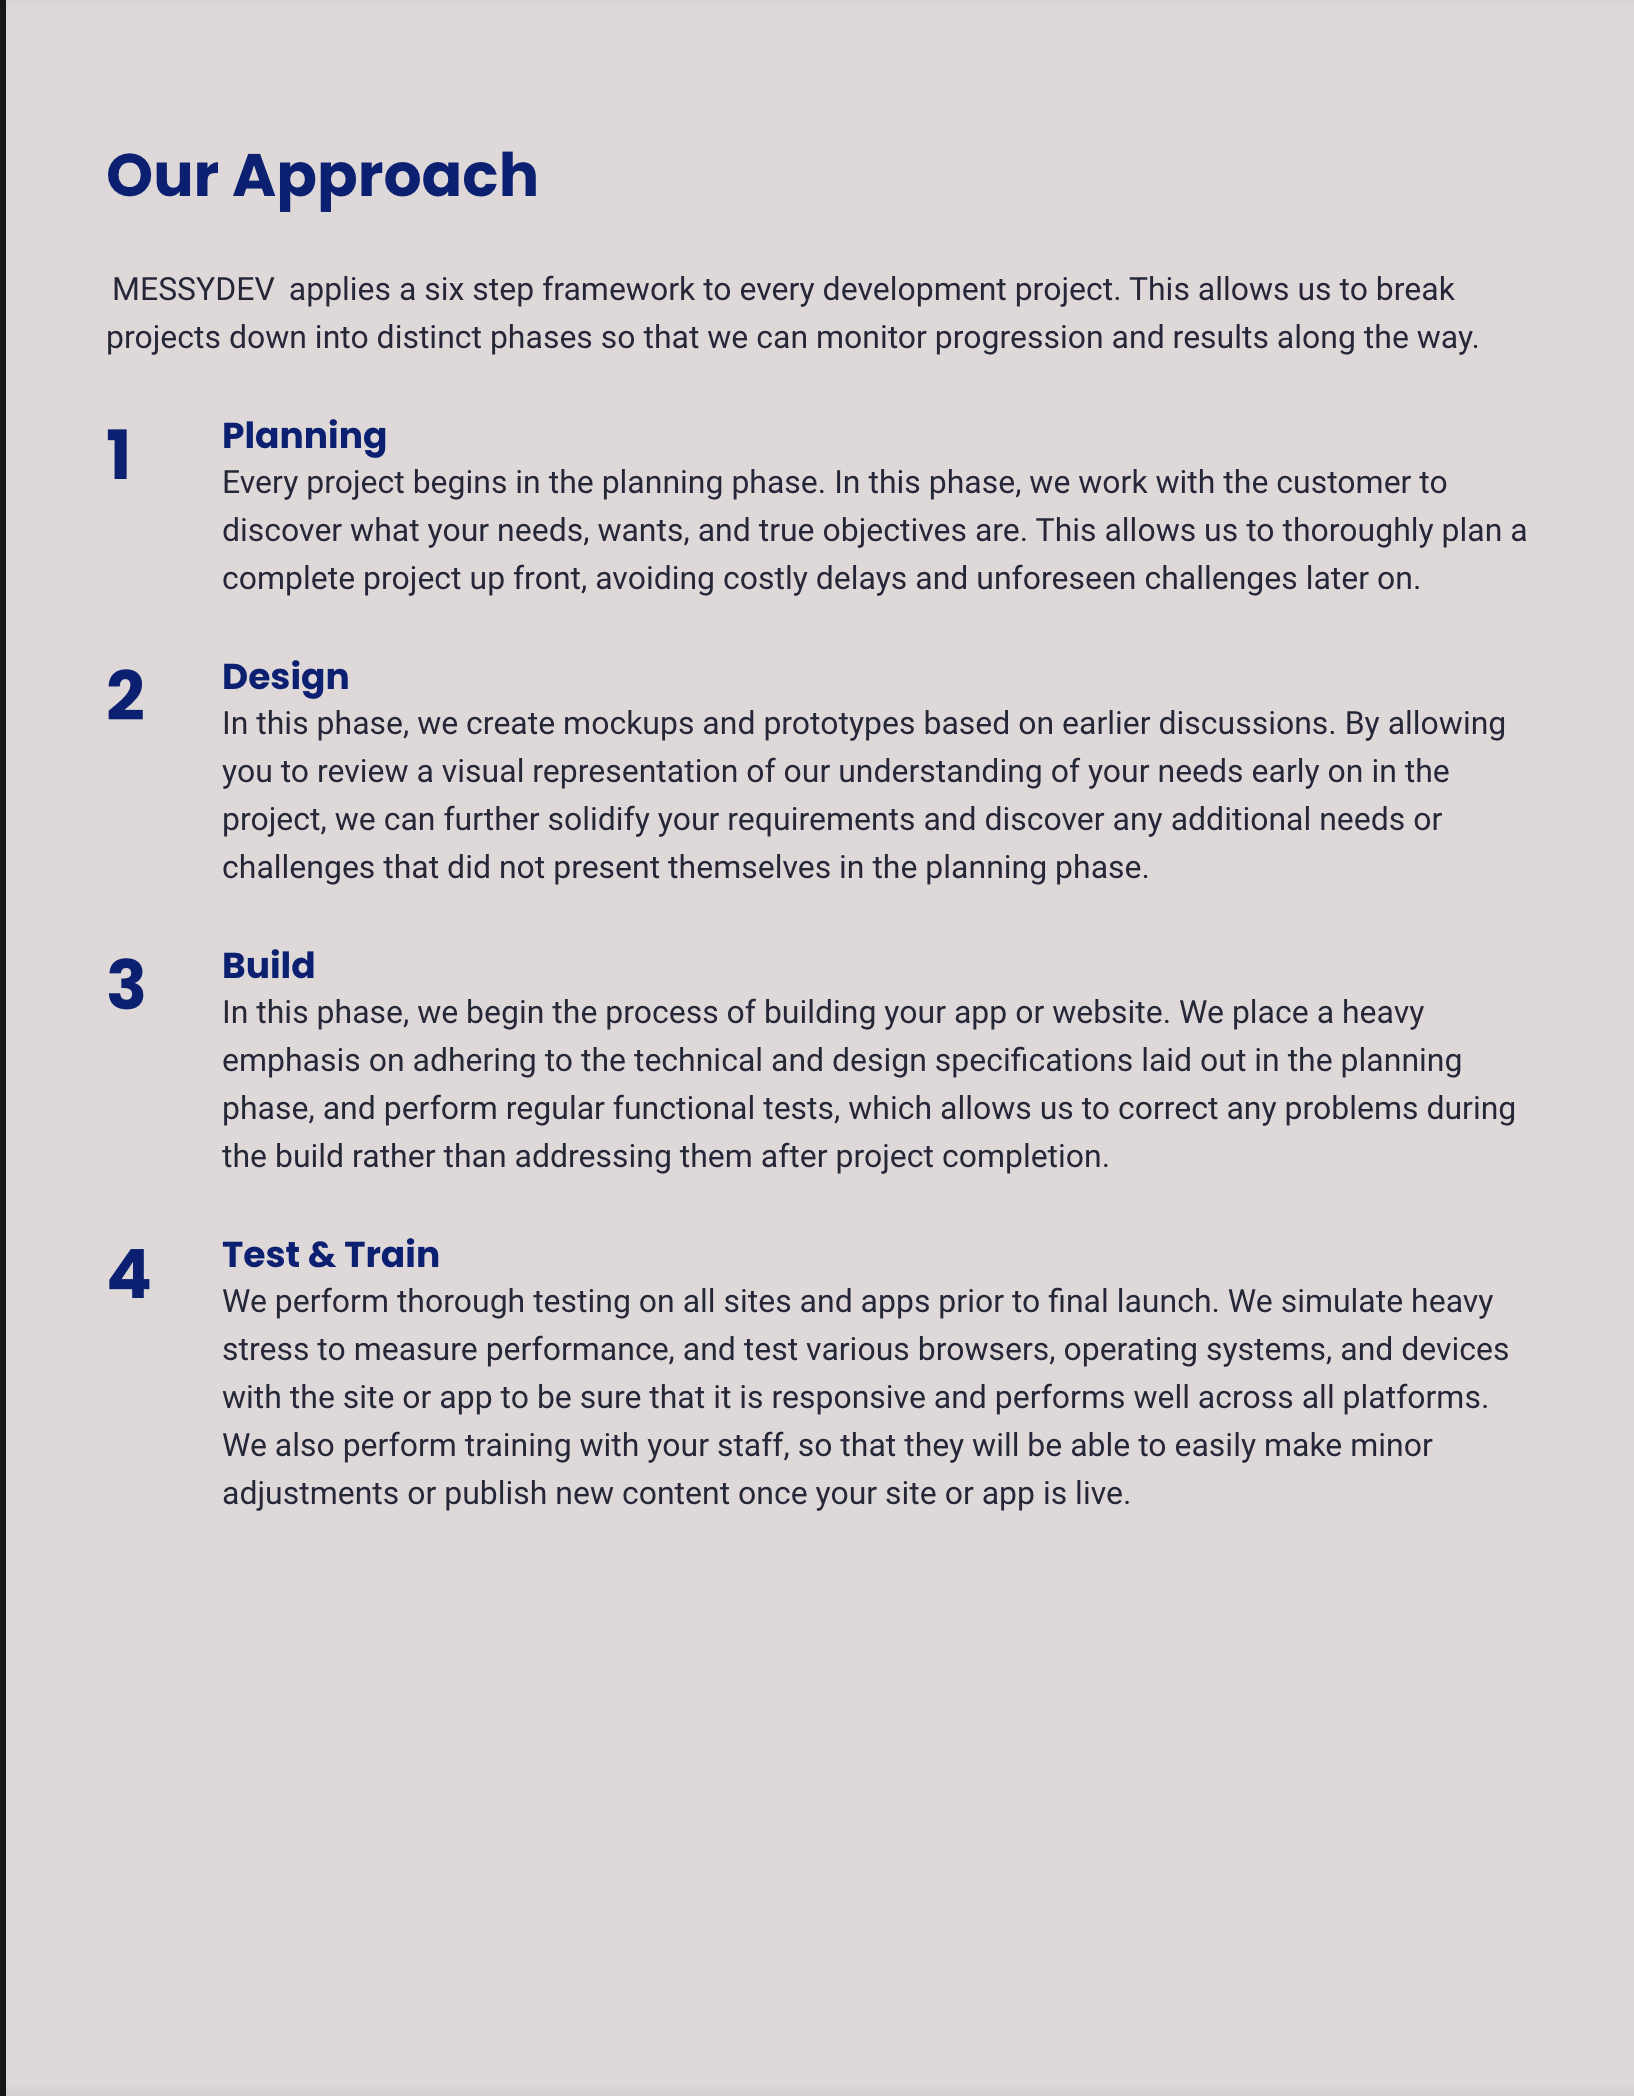 Our Approach
MESSYDEV applies a six step framework to every development project. This allows us to break
projects down into distinct phases so that we can monitor progression and results along the way.
1
Planning
Every project begins in the planning phase. In this phase, we work with the customer to
discover what your needs, wants, and true objectives are. This allows us to thoroughly plan a
complete project up front, avoiding costly delays and unforeseen challenges later on.
2
Design
In this phase, we create mockups and prototypes based on earlier discussions. By allowing
you to review a visual representation of our understanding of your needs early on in the
project, we can further solidify your requirements and discover any additional needs or
challenges that did not present themselves in the planning phase.
3
Build
In this phase, we begin the process of building your app or website. We place a heavy
emphasis on adhering to the technical and design specifications laid out in the planning
phase, and perform regular functional tests, which allows us to correct any problems during
the build rather than addressing them after project completion.
4
Test & Train
We perform thorough testing on all sites and apps prior to final launch. We simulate heavy
stress to measure performance, and test various browsers, operating systems, and devices
with the site or app to be sure that it is responsive and performs well across all platforms.
We also perform training with your staff, so that they will be able to easily make minor
adjustments or publish new content once your site or app is live.